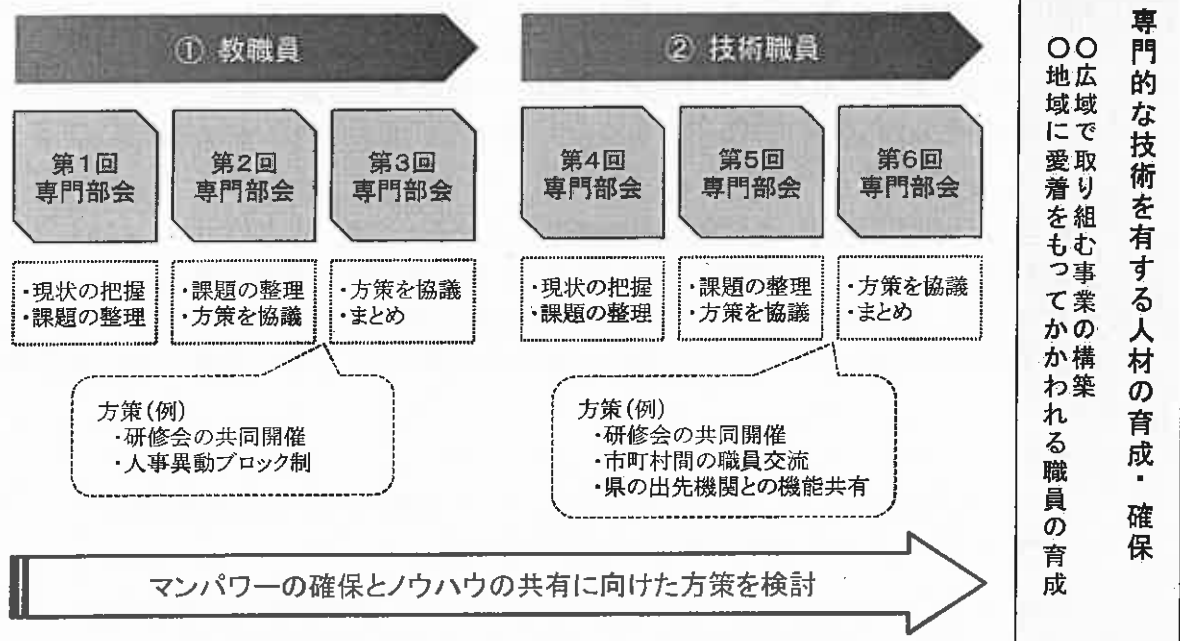 ① 教職員
第1回
専門部会
第2回
専門部会
第3回
専門部会
・現状の把握
・課題の整理
・課題の整理
・方策を協議
・方策を協議
・まとめ
方策(例)
・研修会の共同開催
・人事異動ブロック制
② 技術職員
第4回
専門部会
第5回
専門部会
第6回
専門部会
・現状の把握
・課題の整理
・課題の整理
・方策を協議
・方策を協議
・まとめ
方策(例)
・研修会の共同開催
・市町村間の職員交流
・県の出先機関との機能共有
マンパワーの確保とノウハウの共有に向けた方策を検討
専門的な技術を有する人材の育成・確保
○広域で取り組む事業の構築
○地域に愛着をもってかかわれる職員の育成